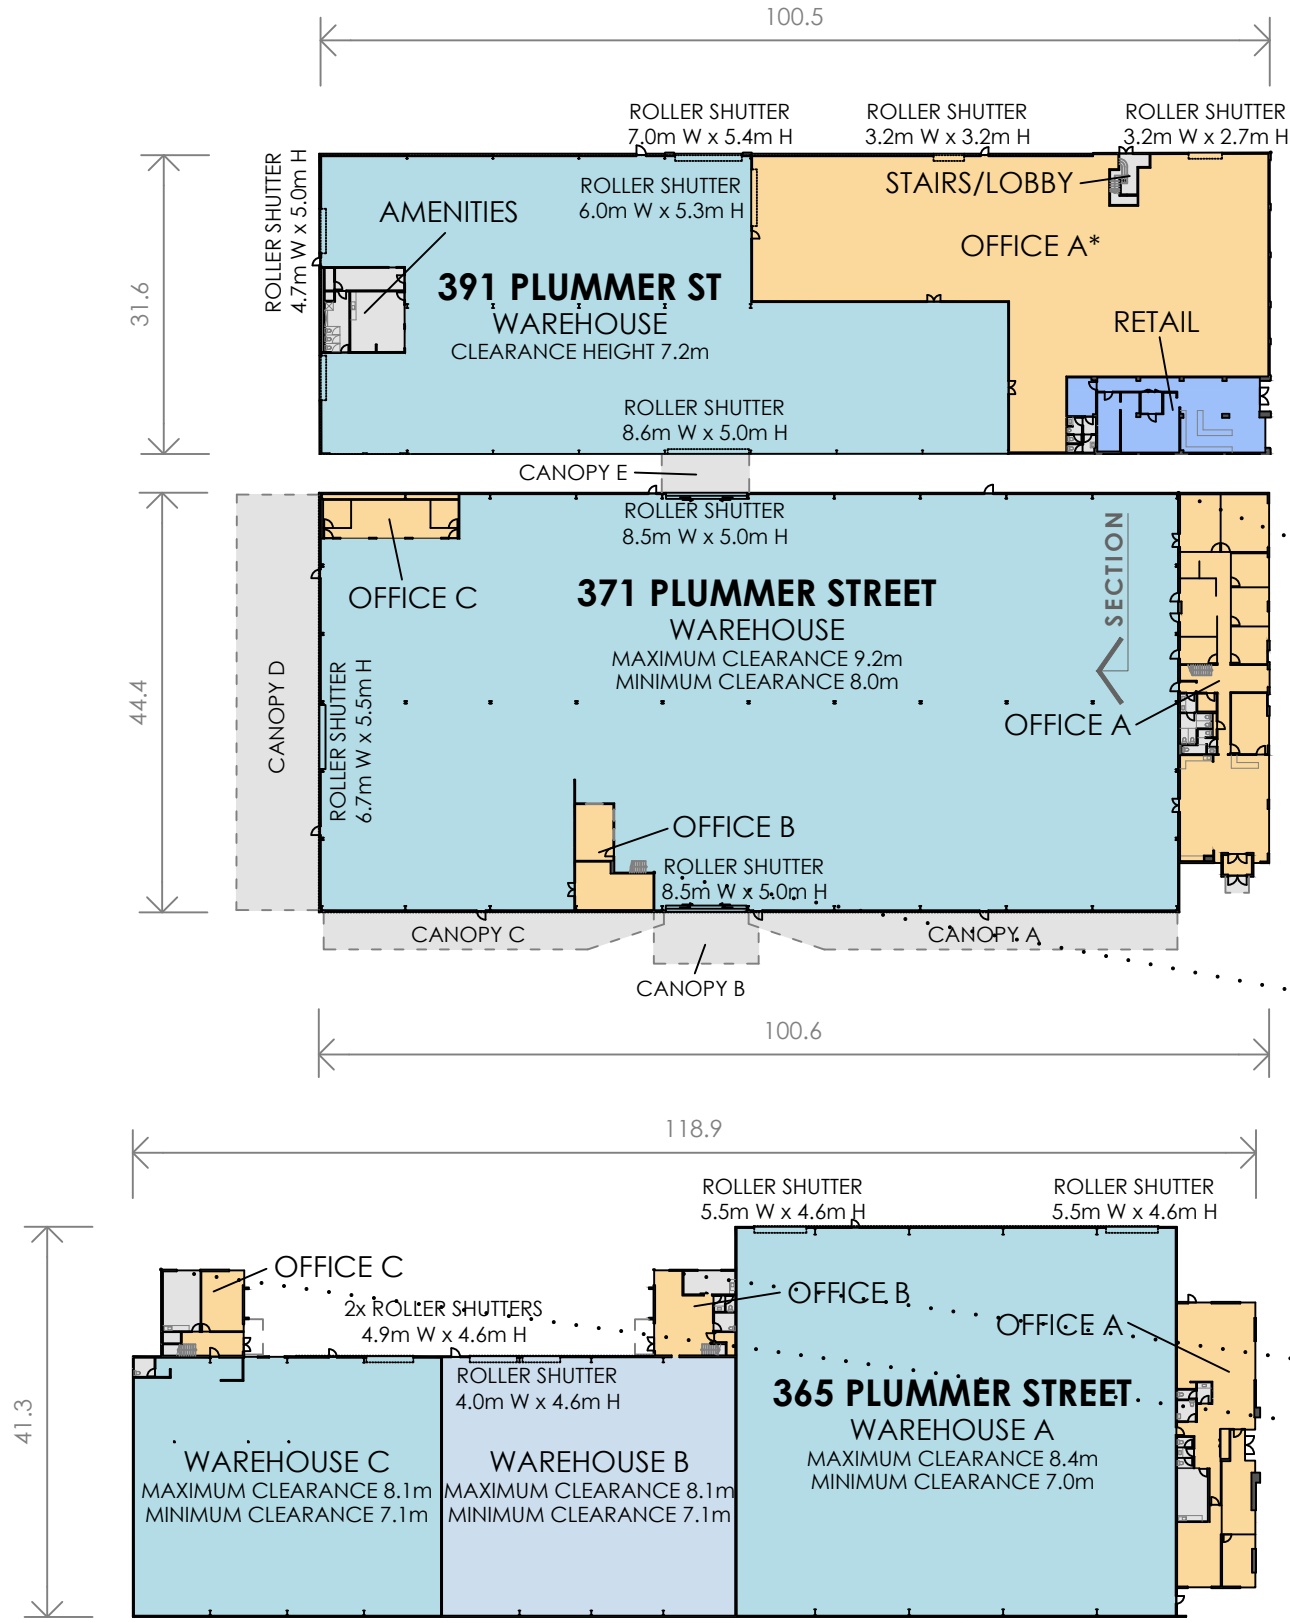 100.5
ROLLER SHUTTER
7.0m W x 5.4m H
ROLLER SHUTTER
3.2m W x 3.2m H
ROLLER SHUTTER
3.2m W x 2.7m H
31.6
ROLLER SHUTTER
4.7m W x 5.0m H
AMENITIES
ROLLER SHUTTER
6.0m W x 5.3m H
STAIRS/LOBBY
OFFICE A*
391 PLUMMER ST
WAREHOUSE
CLEARANCE HEIGHT 7.2m
RETAIL
ROLLER SHUTTER
8.6m W x 5.0m H
CANOPY E
44.4
CANOPY D
ROLLER SHUTTER
8.5m W x 5.0m H
OFFICE C
371 PLUMMER STREET
WAREHOUSE
MAXIMUM CLEARANCE 9.2m
MINIMUM CLEARANCE 8.0m
SECTION
OFFICE A
ROLLER SHUTTER
6.7m W x 5.5m H
OFFICE B
ROLLER SHUTTER
8.5m W x 5.0m H
CANOPY C
CANOPY A
CANOPY B
100.6
118.9
ROLLER SHUTTER
5.5m W x 4.6m H
ROLLER SHUTTER
5.5m W x 4.6m H
41.3
OFFICE C
2x ROLLER SHUTTERS
4.9m W x 4.6m H
OFFICE B
OFFICE A
ROLLER SHUTTER
4.0m W x 4.6m H
365 PLUMMER STREET
WAREHOUSE A
MAXIMUM CLEARANCE 8.4m
MINIMUM CLEARANCE 7.0m
WAREHOUSE C
MAXIMUM CLEARANCE 8.1m
MINIMUM CLEARANCE 7.1m
WAREHOUSE B
MAXIMUM CLEARANCE 8.1m
MINIMUM CLEARANCE 7.1m